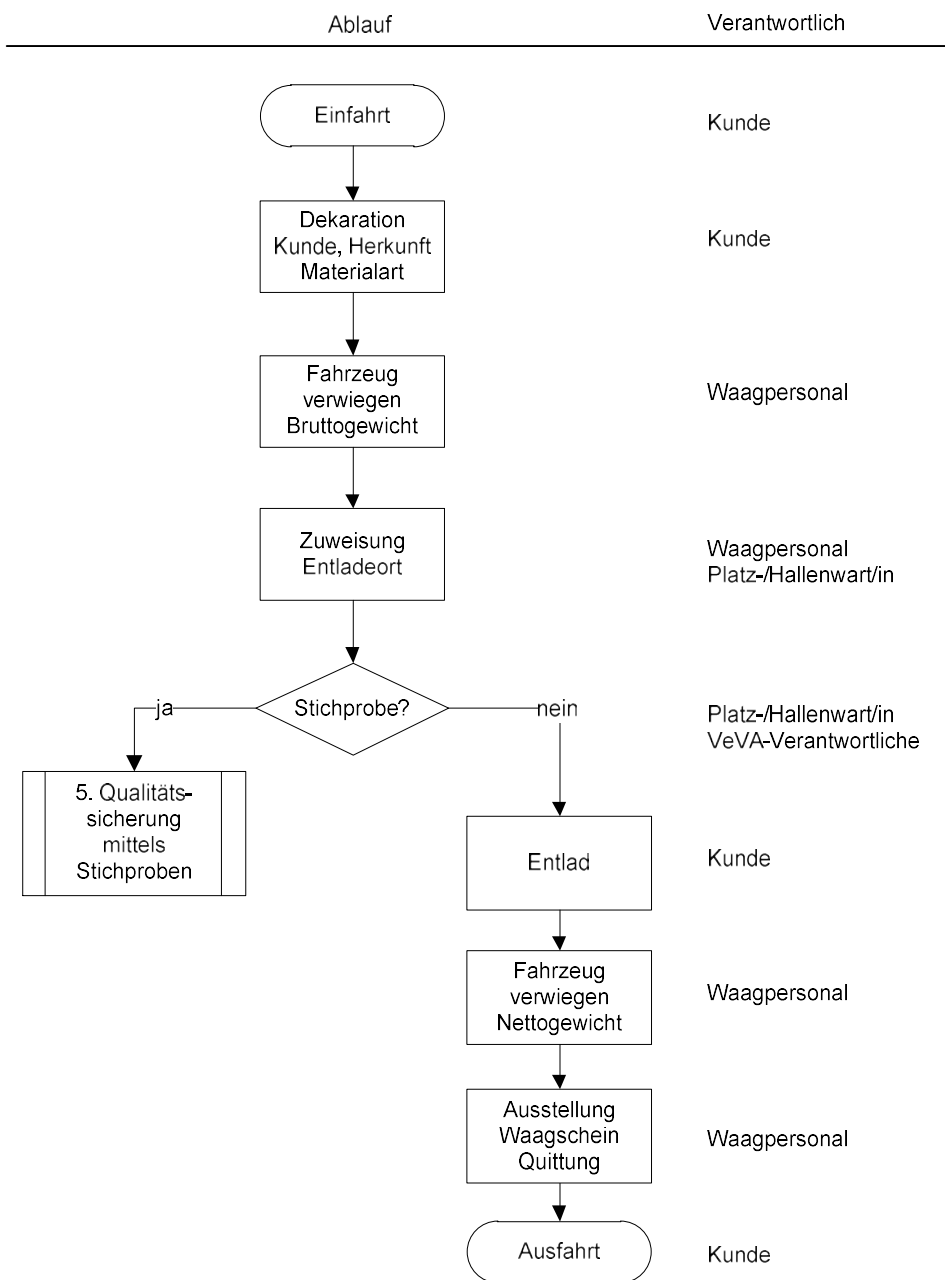 Ablauf
Verantwortlich
Einfahrt
Kunde
Dekaration
Kunde, Herkunft
Materialart
Kunde
Fahrzeug
verwiegen
Bruttogewicht
Waagpersonal
Zuweisung
Entladeort
Waagpersonal
Platz-/Hallenwart/in
Stichprobe?
ja
nein
Platz-/Hallenwart/in
VeVA-Verantwortliche
5. Qualitäts-
sicherung
mittels
Stichproben
Entlad
Kunde
Fahrzeug
verwiegen
Nettogewicht
Waagpersonal
Ausstellung
Waagschein
Quittung
Waagpersonal
Ausfahrt
Kunde